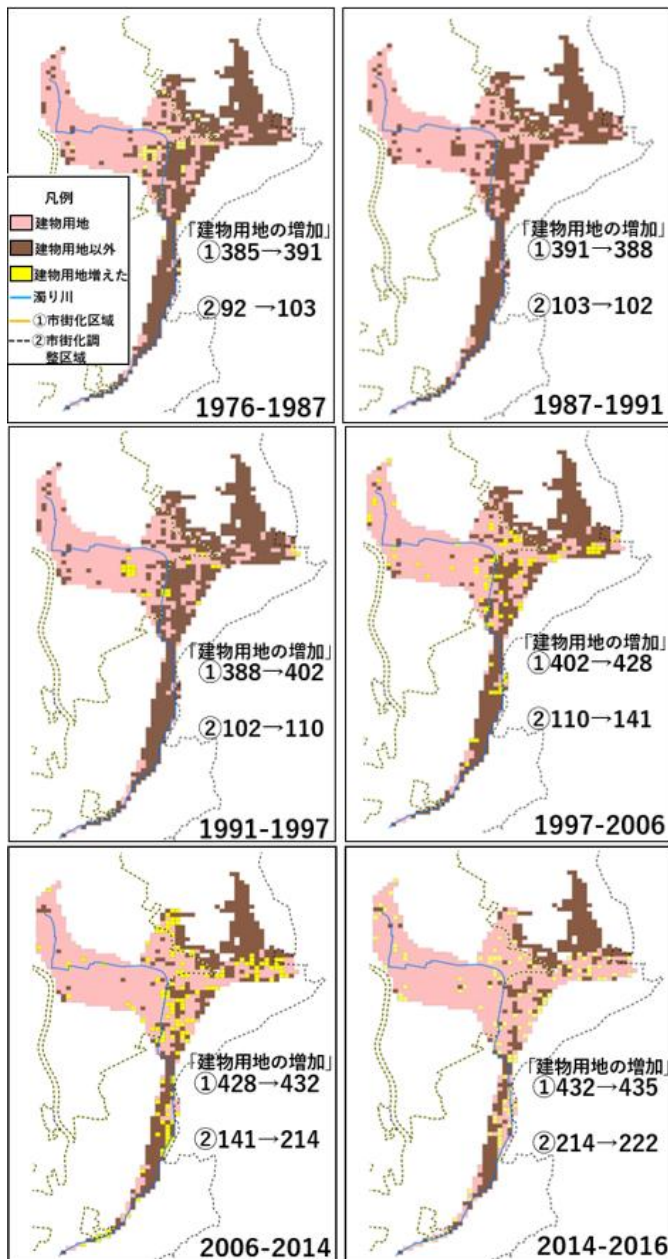 凡例
建物用地
建物用地以外
建物用地増えた
濁り川
①市街化区域
②市街化調
整区域
「建物用地の増加」
①385→391
②92 →103
1976-1987
「建物用地の増加」
①391→388
②103→102
1987-1991
「建物用地の増加」
①388→402
②102→110
1991-1997
「建物用地の増加」
①402→428
②110→141
1997-2006
「建物用地の増加」
①428→432
②141→214
2006-2014
「建物用地の増加」
①432→435
②214→222
2014-2016